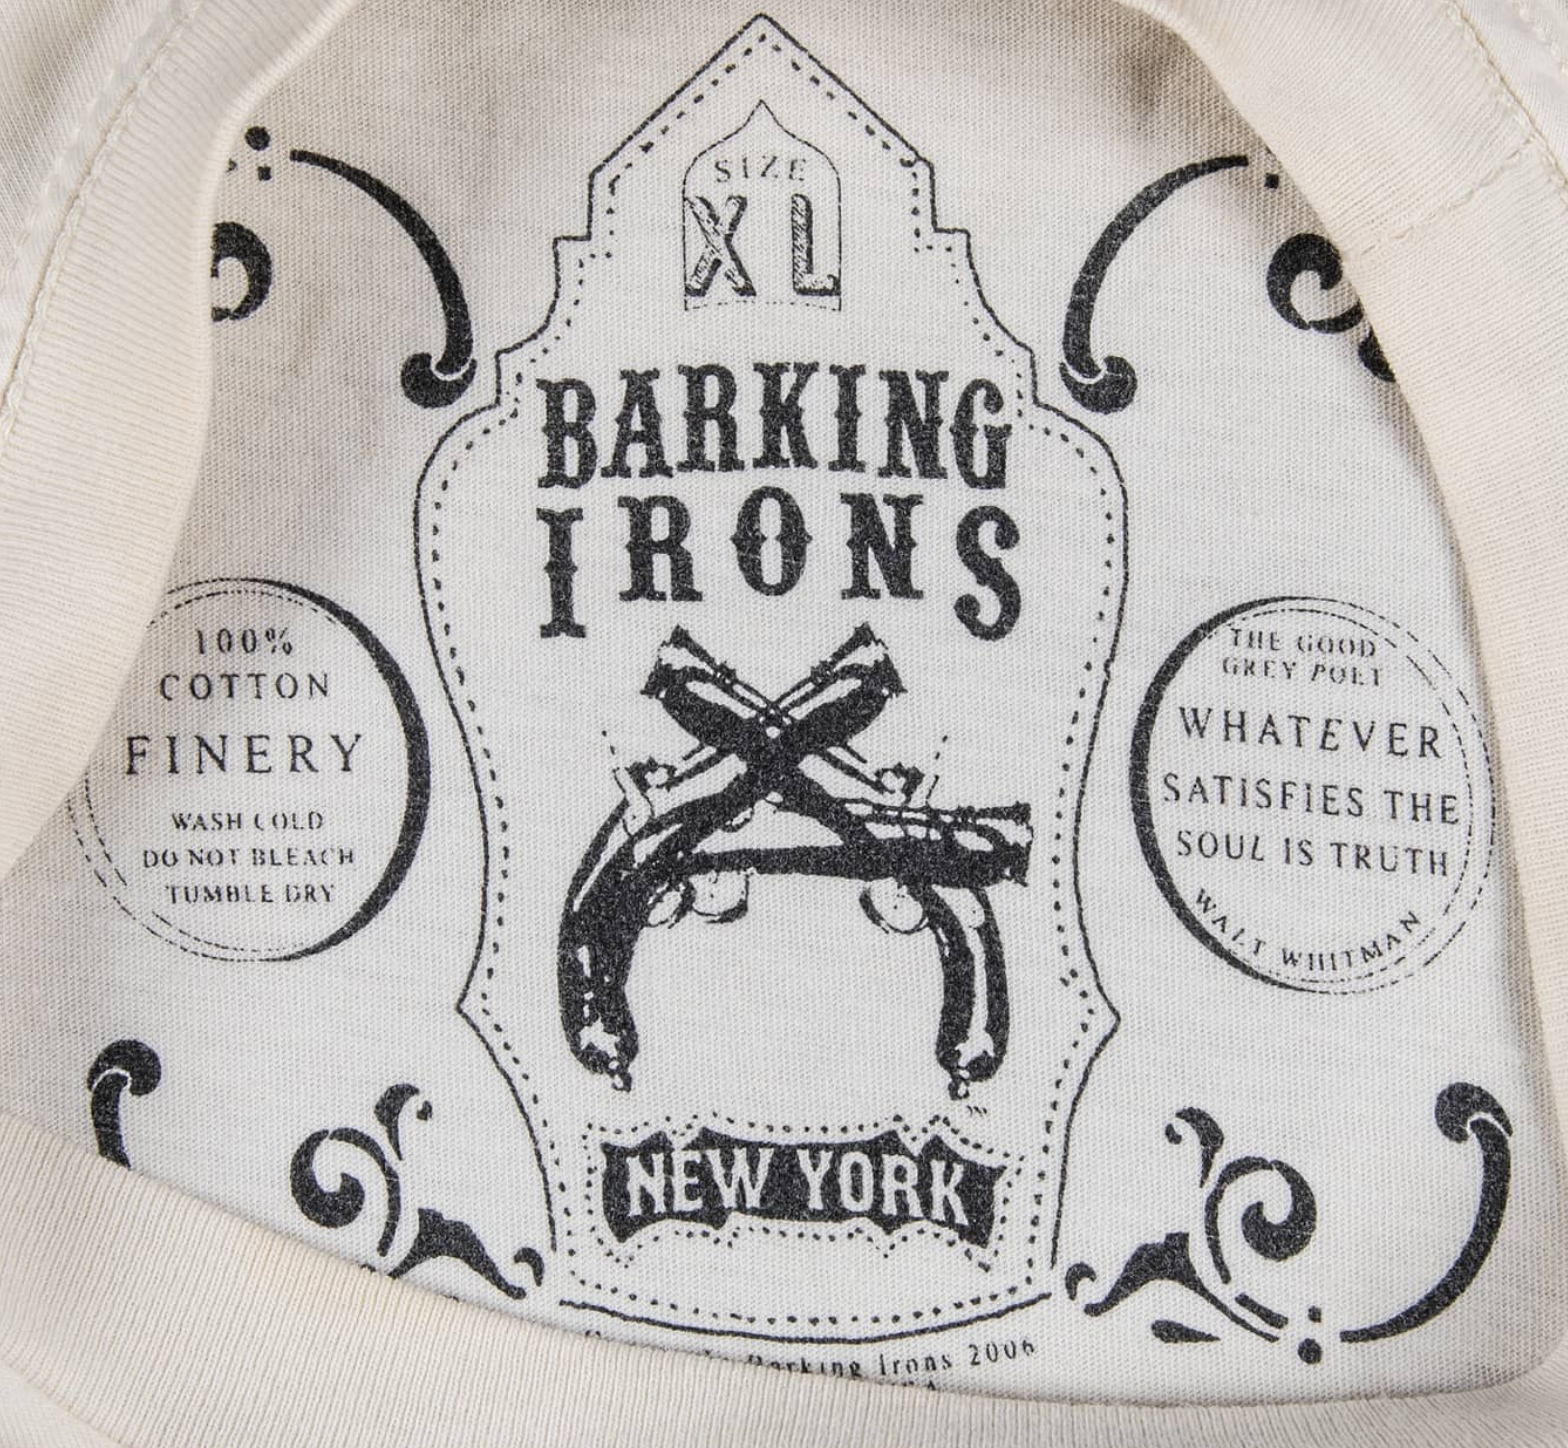 SIZE
XL
BARKING
IRONS
100%
COTTON
FINERY
WASH COLD
DO NOT BLEACH
TUMBLE DRY
THE GOOD
GREY POET
WHATEVER
SATISFIES THE
SOUL IS TRUTH
WALT WHITMAN
NEW YORK
Barking Irons 2006